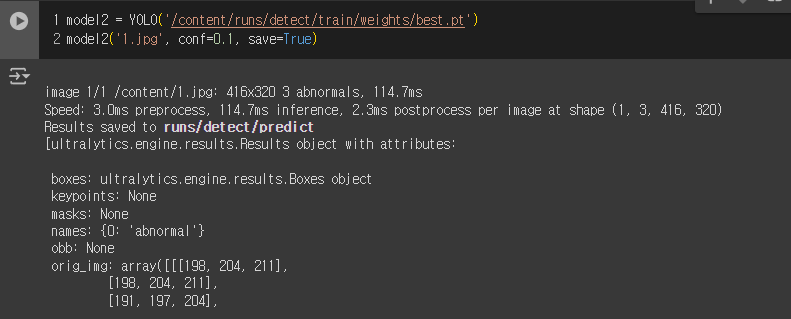 1 model2 = YOLO('/content/runs/detect/train/weights/best.pt')
2 model2('1.jpg', conf=0.1, save=True)
image 1/1 /content/1.jpg: 416x320 3 abnormals, 114.7ms
Speed: 3.0ms preprocess, 114.7ms inference, 2.3ms postprocess per image at shape (1, 3, 416, 320)
Results saved to runs/detect/predict
[ultralytics.engine.results.Results object with attributes:
boxes: ultralytics.engine.results.Boxes object
keypoints: None
masks: None
names: {0: 'abnormal'}
obb: None
orig_img: array([[[198, 204, 211],
[198, 204, 211],
[191, 197, 204],